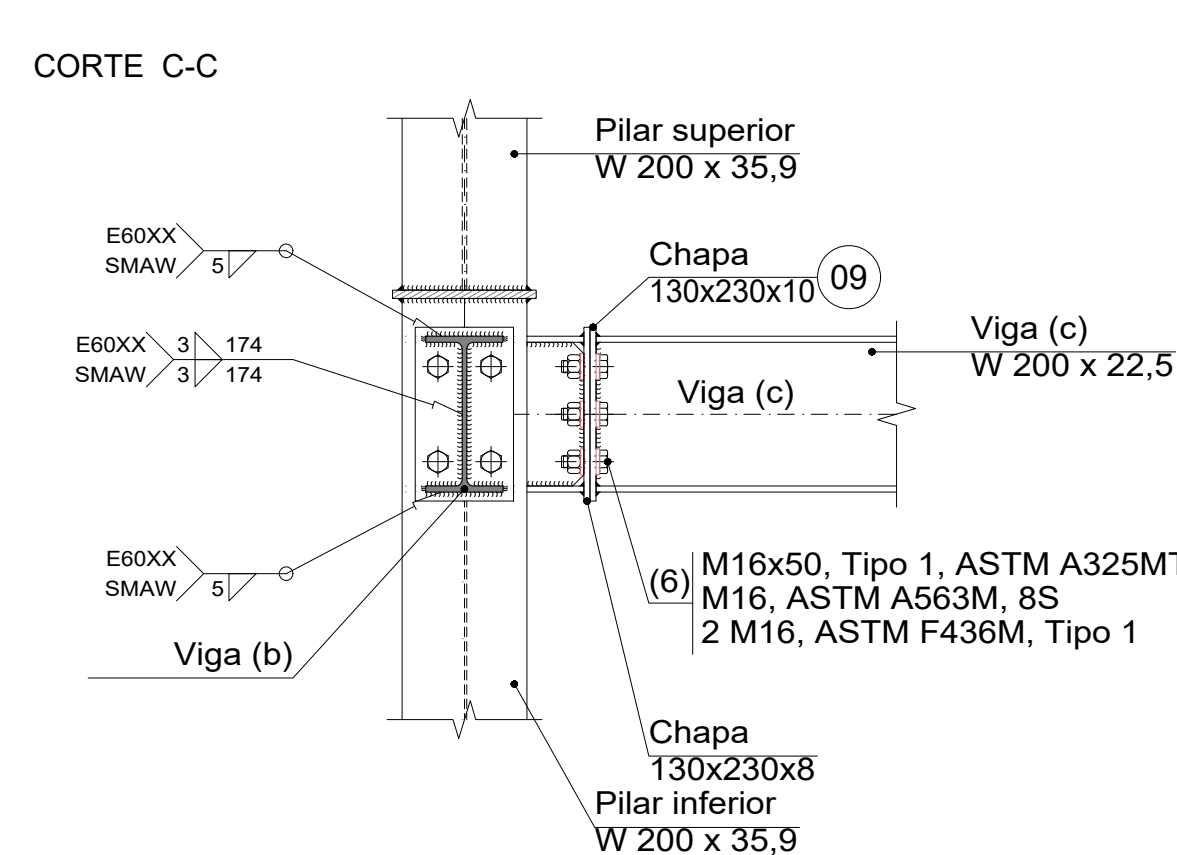 CORTE C-C
Pilar superior
W 200 x 35,9
E60XX
SMAW
5
Chapa
130x230x10
09
E60XX
SMAW
3
174
3
174
Viga (c)
W 200 x 22,5
Viga (c)
E60XX
SMAW
5
(6)
M16x50, Tipo 1, ASTM A325MT
M16, ASTM A563M, 8S
2 M16, ASTM F436M, Tipo 1
Viga (b)
Chapa
130x230x8
Pilar inferior
W 200 x 35,9